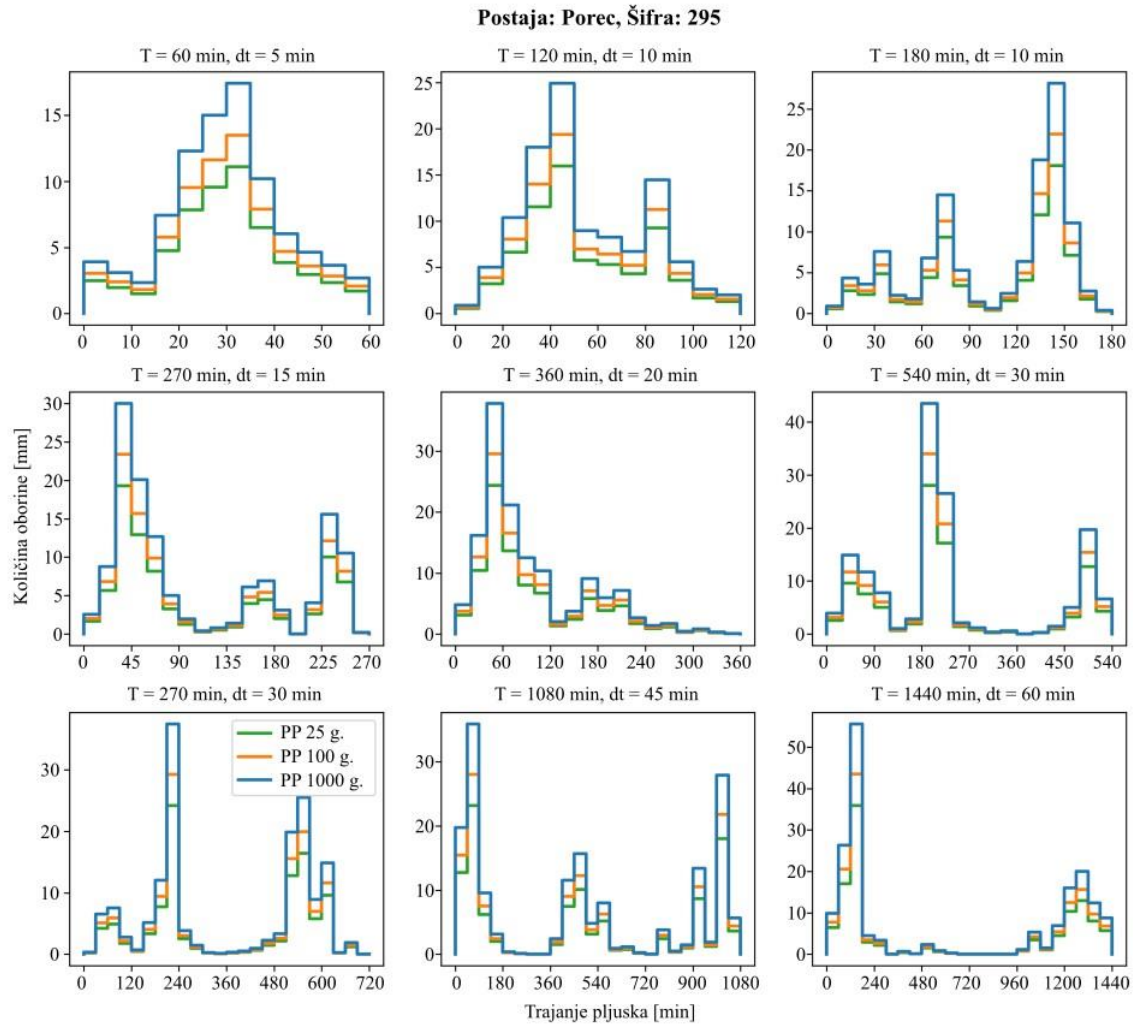 Postaja: Porec, Šifra: 295
T = 60 min, dt = 5 min
T = 120 min, dt = 10 min
T = 180 min, dt = 10 min
15
10
5
0
0 10 20 30 40 50 60
25
20
15
10
5
0
0 20 40 60 80 100 120
25
20
15
10
5
0
0 30 60 90 120 150 180
Količina oborine [mm]
T = 270 min, dt = 15 min
T = 360 min, dt = 20 min
T = 540 min, dt = 30 min
30
25
20
15
10
5
0
0 45 90 135 180 225 270
30
20
10
0
0 60 120 180 240 300 360
40
30
20
10
0
0 90 180 270 360 450 540
T = 270 min, dt = 30 min
T = 1080 min, dt = 45 min
T = 1440 min, dt = 60 min
PP 25 g.
PP 100 g.
PP 1000 g.
30
20
10
0
0 120 240 360 480 600 720
30
20
10
0
0 180 360 540 720 900 1080
50
40
30
20
10
0
0 240 480 720 960 1200 1440
Trajanje pljuska [min]